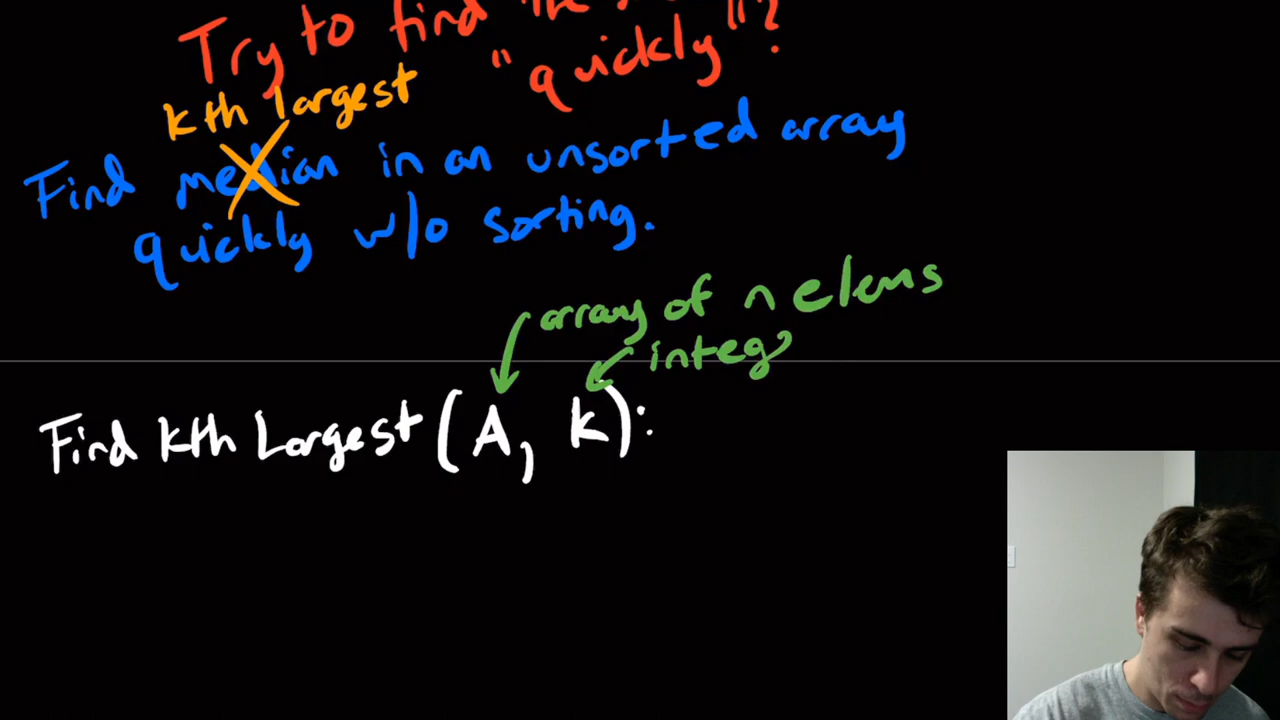 Try to find the
"quickly"?
kth largest
Find median in an unsorted array
quickly w/o sorting.
array of n elems
integ
Find kth Largest (A, k):